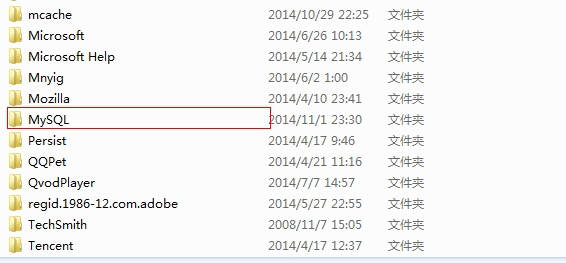 mcache 2014/10/29 22:25 文件夹
Microsoft 2014/6/26 10:13 文件夹
Microsoft Help 2014/5/14 21:34 文件夹
Mnyig 2014/6/2 1:00 文件夹
Mozilla 2014/4/10 23:41 文件夹
MySQL 2014/11/1 23:30 文件夹
Persist 2014/4/17 9:46 文件夹
QQPet 2014/4/21 11:16 文件夹
QvodPlayer 2014/7/7 14:57 文件夹
regid.1986-12.com.adobe 2014/5/27 22:55 文件夹
TechSmith 2008/11/7 15:05 文件夹
Tencent 2014/4/17 12:37 文件夹